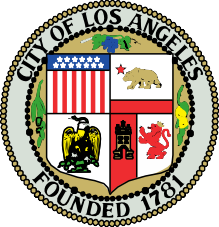 CITY OF LOS ANGELES
FOUNDED 1781